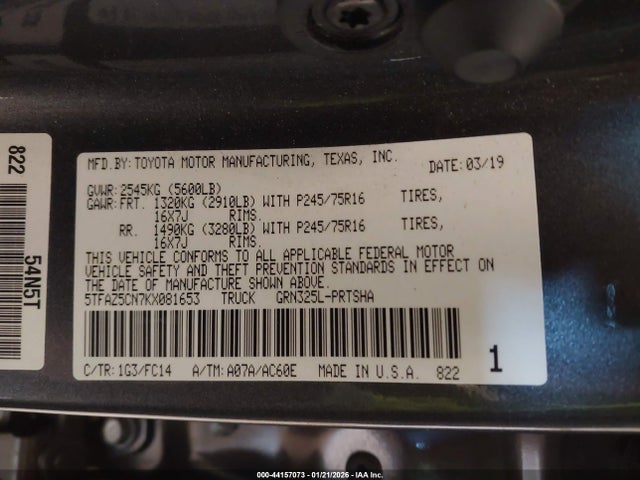 822
54N5T
MFD.BY:TOYOTA MOTOR MANUFACTURING, TEXAS, INC. DATE:03/19
GVWR:2545KG (5600LB)
GAWR:FRT. 1320KG (2910LB) WITH P245/75R16 TIRES,
16X7J RIMS.
RR. 1490KG (3280LB) WITH P245/75R16 TIRES,
16X7J RIMS.
THIS VEHICLE CONFORMS TO ALL APPLICABLE FEDERAL MOTOR
VEHICLE SAFETY AND THEFT PREVENTION STANDARDS IN EFFECT ON
THE DATE OF MANUFACTURE SHOWN ABOVE.
5TFAZ5CN7KX081653 TRUCK GRN325L-PRTSHA
C/TR:1G3/FC14 A/TM:A07A/AC60E MADE IN U.S.A. 822
1
000-44157073 - 01/21/2026 - IAA Inc.